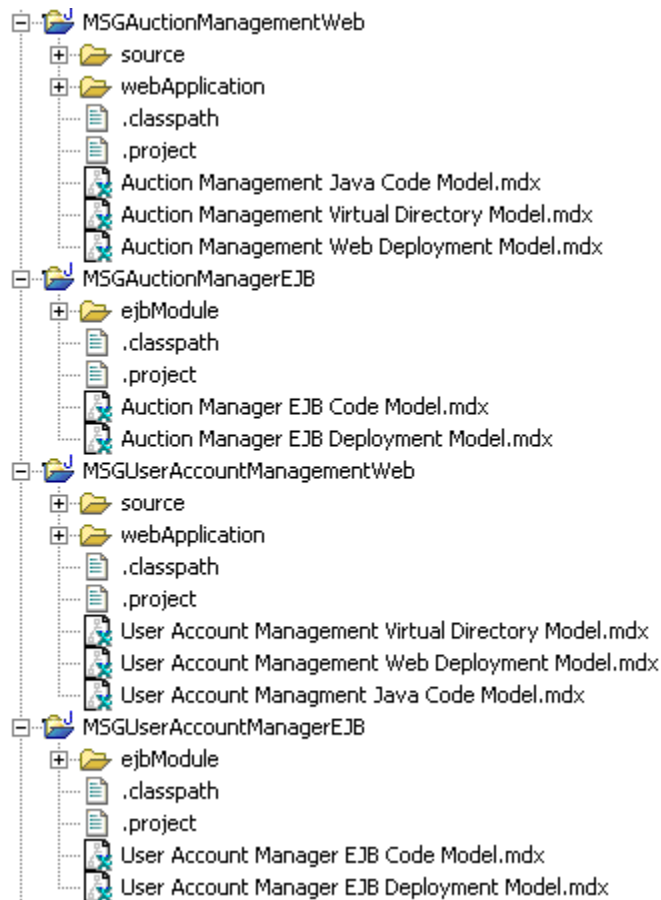 MSGAuctionManagementWeb
source
webApplication
.classpath
.project
Auction Management Java Code Model.mdx
Auction Management Virtual Directory Model.mdx
Auction Management Web Deployment Model.mdx
MSGAuctionManagerEJB
ejbModule
.classpath
.project
Auction Manager EJB Code Model.mdx
Auction Manager EJB Deployment Model.mdx
MSGUserAccountManagementWeb
source
webApplication
.classpath
.project
User Account Management Virtual Directory Model.mdx
User Account Management Web Deployment Model.mdx
User Account Managment Java Code Model.mdx
MSGUserAccountManagerEJB
ejbModule
.classpath
.project
User Account Manager EJB Code Model.mdx
User Account Manager EJB Deployment Model.mdx